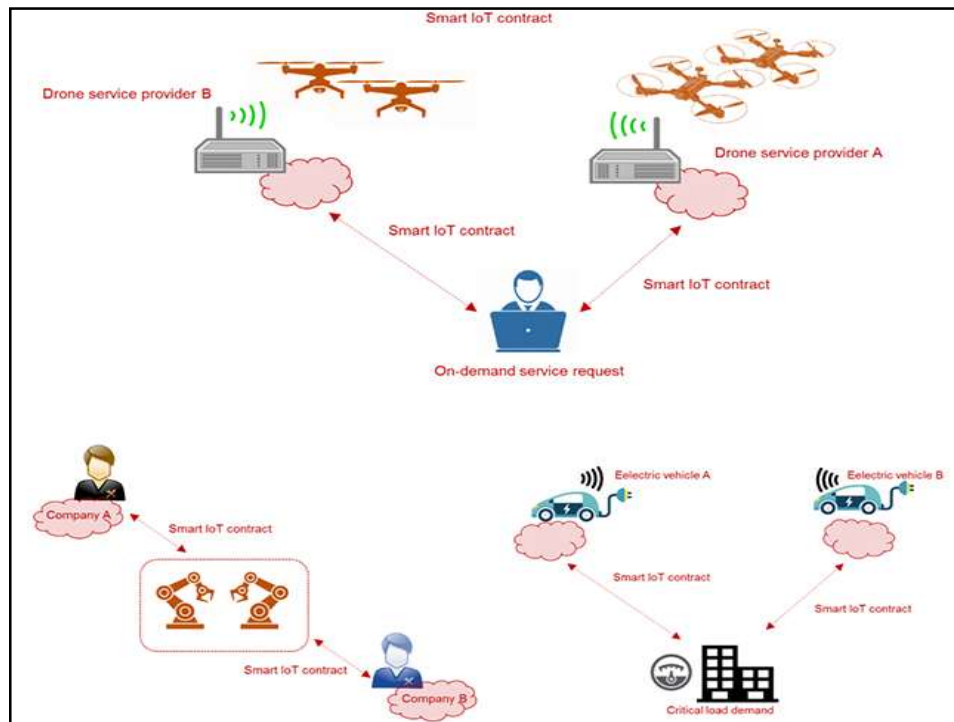 Smart IoT contract
Drone service provider B
Drone service provider A
Smart IoT contract
Smart IoT contract
On-demand service request
Company A
Smart IoT contract
Smart IoT contract
Company B
Eelectric vehicle A
Eelectric vehicle B
Smart IoT contract
Smart IoT contract
Critical load demand